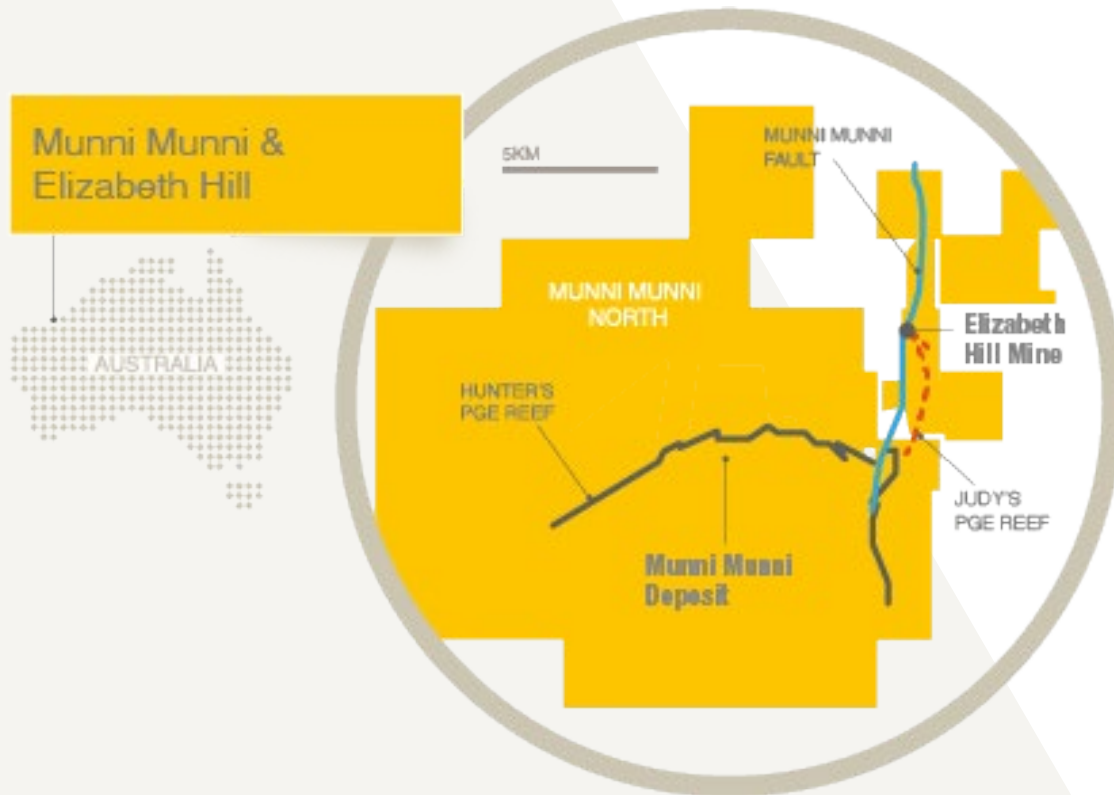 Munni Munni &
Elizabeth Hill
AUSTRALIA
5KM
MUNNI MUNNI
FAULT
MUNNI MUNNI
NORTH
Elizabeth
Hill Mine
HUNTER'S
PGE REEF
JUDY'S
PGE REEF
Munni Munni
Deposit